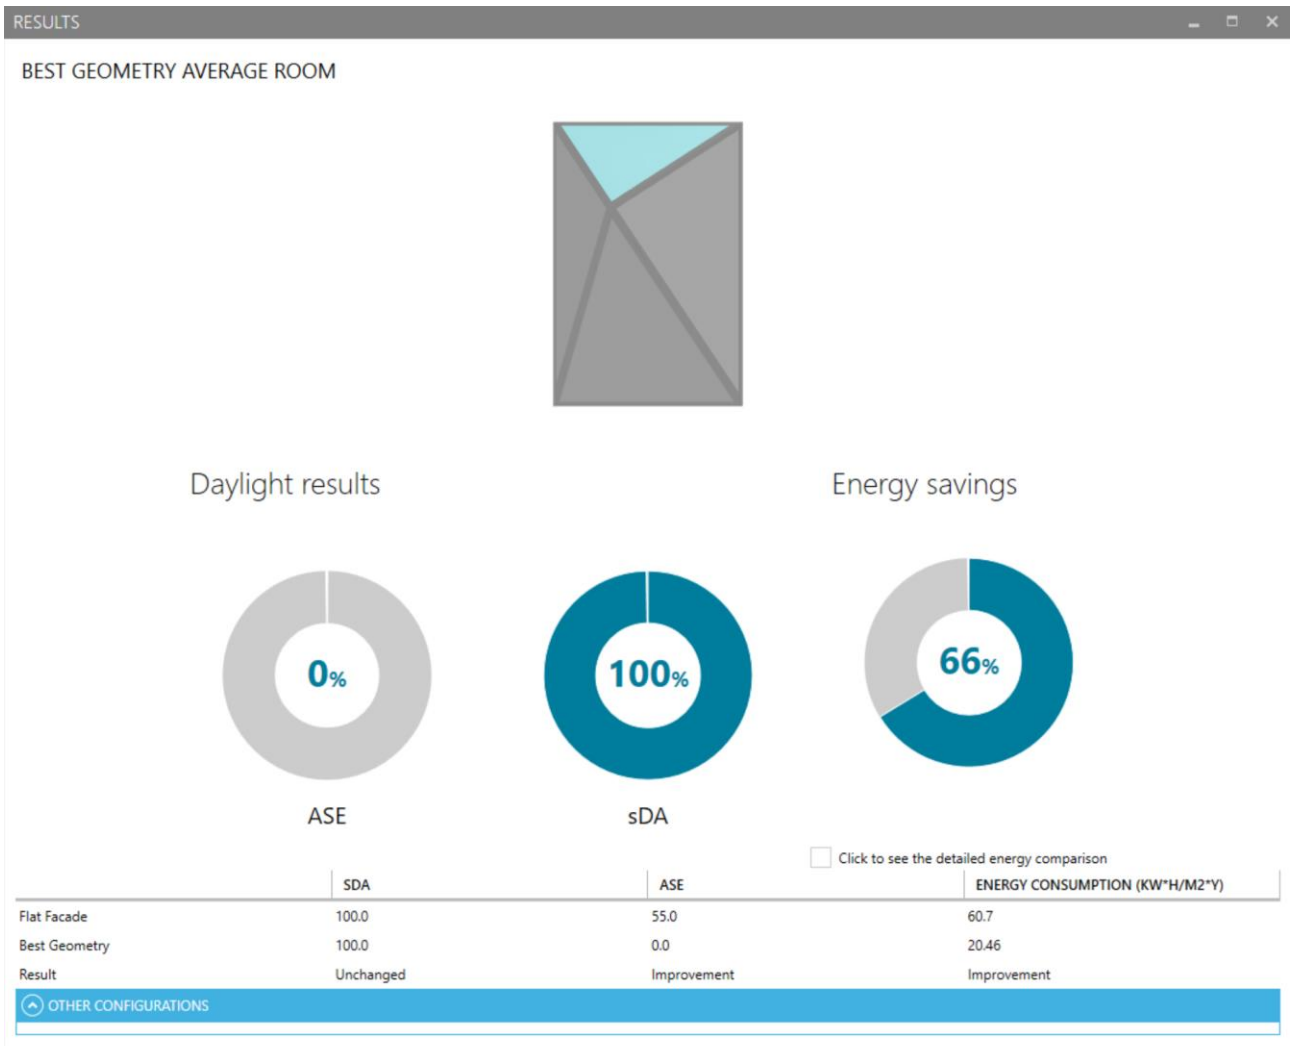 RESULTS
BEST GEOMETRY AVERAGE ROOM
Daylight results
Energy savings
0%
100%
66%
ASE
sDA
Click to see the detailed energy comparison
SDA ASE ENERGY CONSUMPTION (KW*H/M2*Y)
Flat Facade 100.0 55.0 60.7
Best Geometry 100.0 0.0 20.46
Result Unchanged Improvement Improvement
OTHER CONFIGURATIONS